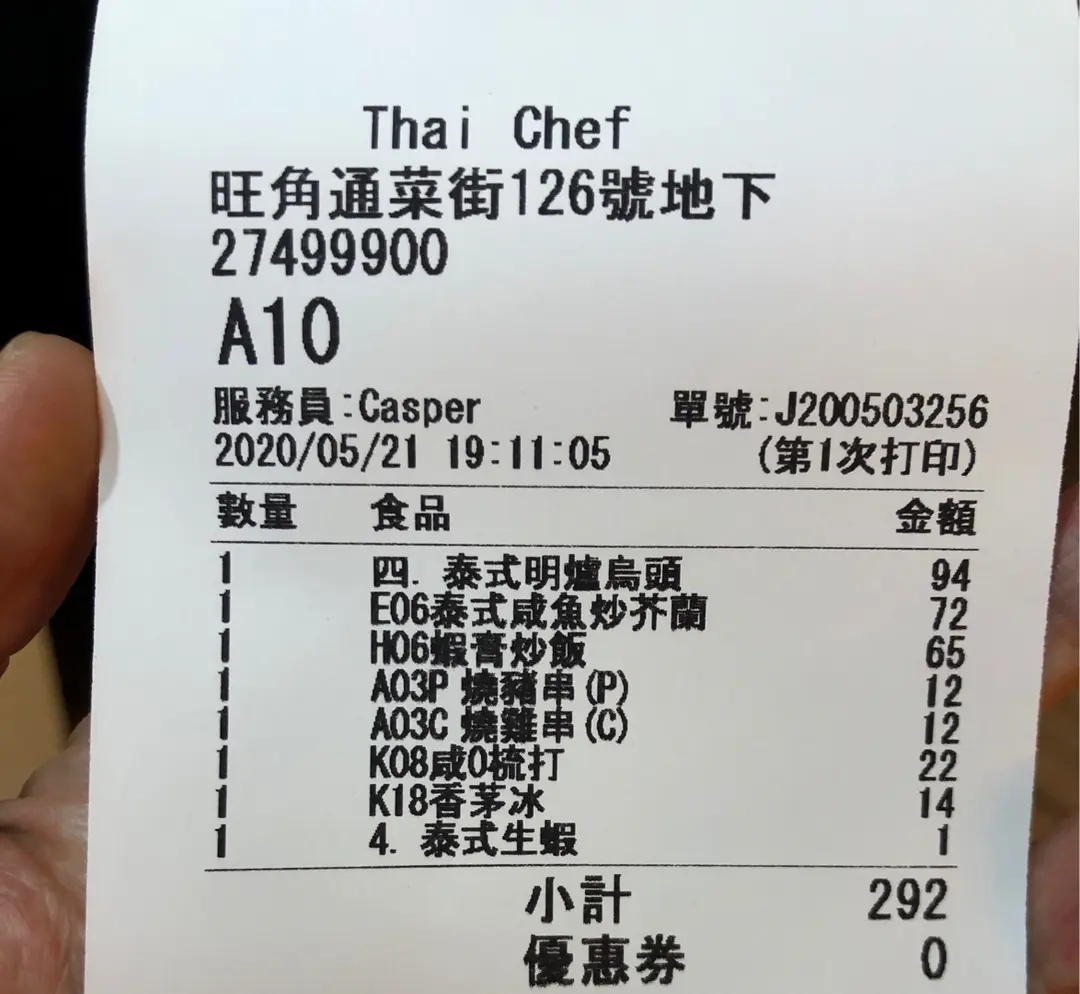 Thai Chef
旺角通菜街126號地下
27499900
A10
服務員:Casper 單號:J200503256
2020/05/21 19:11:05 (第1次打印)
數量 食品 金額
1 四. 泰式明爐烏頭 94
1 E06泰式咸魚炒芥蘭 72
1 H06蝦膏炒飯 65
1 A03P 燒豬串(P) 12
1 A03C 燒雞串(C) 12
1 K08咸0梳打 22
1 K18香茅冰 14
1 4. 泰式生蝦 1
小計 292
優惠券 0